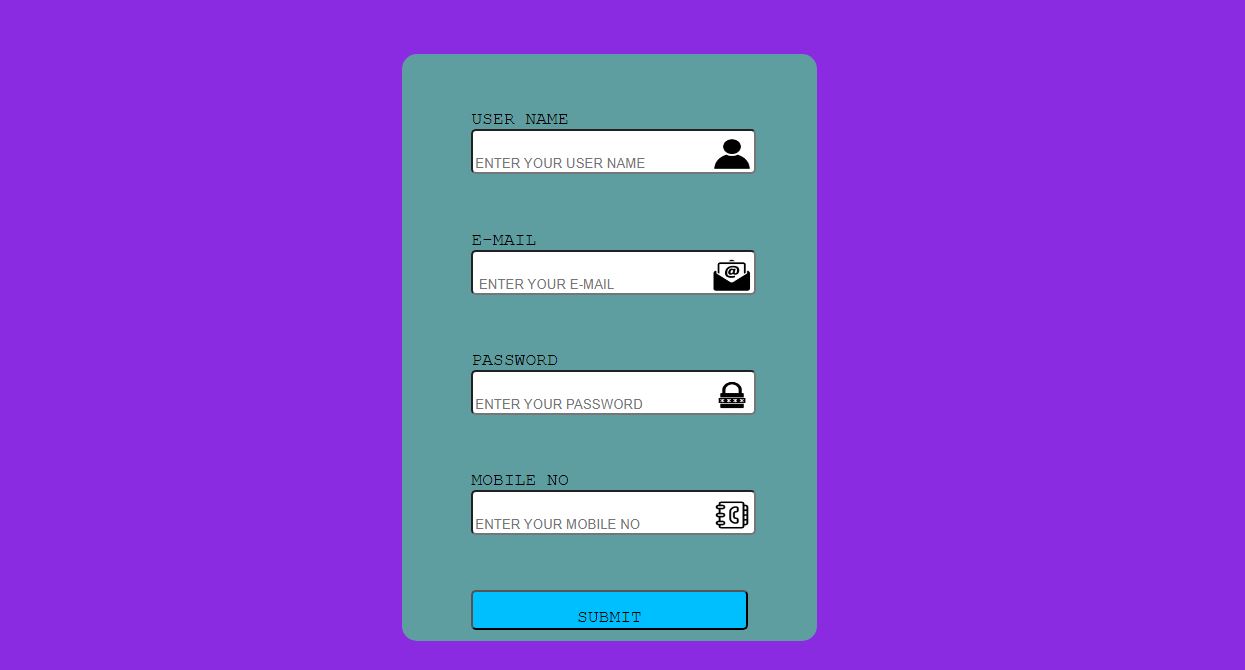 USER NAME
ENTER YOUR USER NAME
E-MAIL
@
ENTER YOUR E-MAIL
PASSWORD
ENTER YOUR PASSWORD
MOBILE NO
ENTER YOUR MOBILE NO
SUBMIT